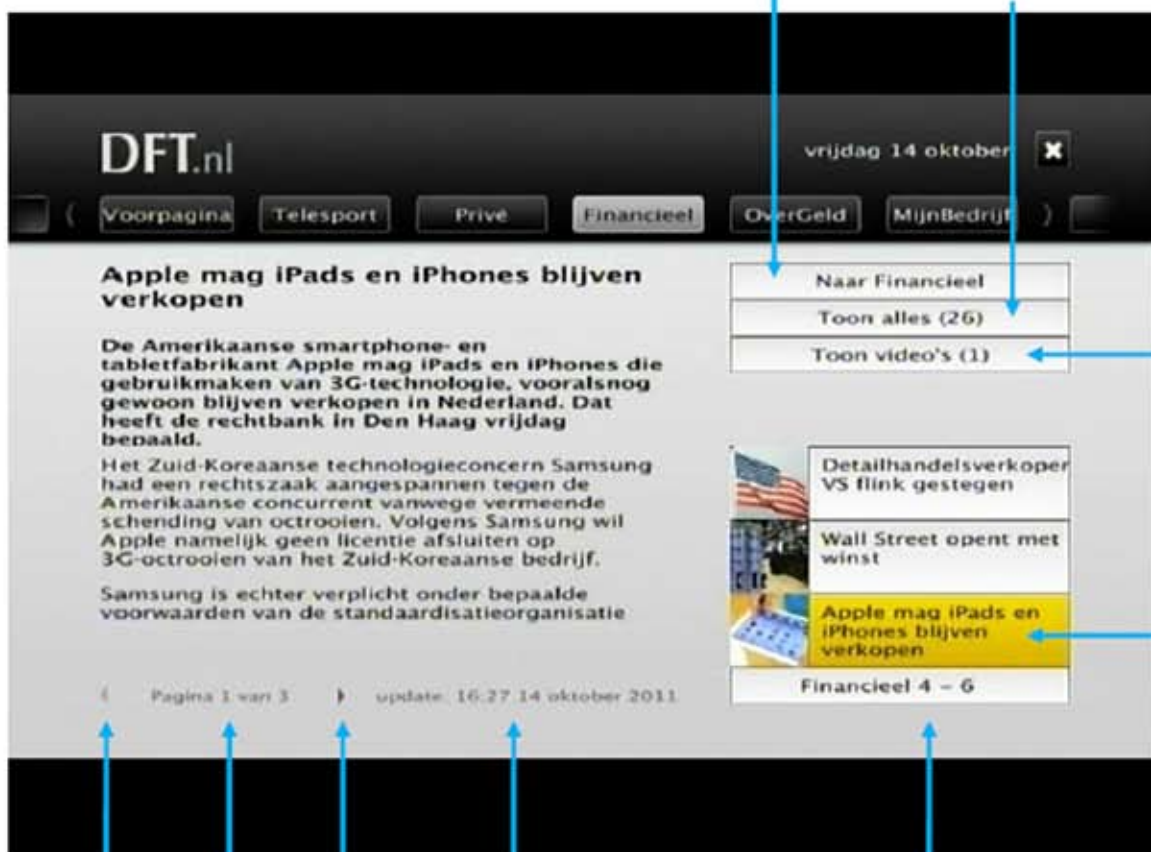 DFT.nl
vrijdag 14 oktober
Voorpagina Telesport Privé Financieel OverGeld MijnBedrijf
Apple mag iPads en iPhones blijven
verkopen
De Amerikaanse smartphone- en
tabletfabrikant Apple mag iPads en iPhones die
gebruikmaken van 3G-technologie, vooralsnog
gewoon blijven verkopen in Nederland. Dat
heeft de rechtbank in Den Haag vrijdag
bepaald.
Het Zuid-Koreaanse technologieconcern Samsung
had een rechtszaak aangespannen tegen de
Amerikaanse concurrent vanwege vermeende
schending van octrooien. Volgens Samsung wil
Apple namelijk geen licentie afsluiten op
3G-octrooien van het Zuid-Koreaanse bedrijf.
Samsung is echter verplicht onder bepaalde
voorwaarden van de standaardisatieorganisatie
Pagina 1 van 3
update: 16:27 14 oktober 2011
Naar Financieel
Toon alles (26)
Toon video's (1)
Detailhandelsverkoper
VS flink gestegen
Wall Street opent met
winst
Apple mag iPads en
iPhones blijven
verkopen
Financieel 4 – 6